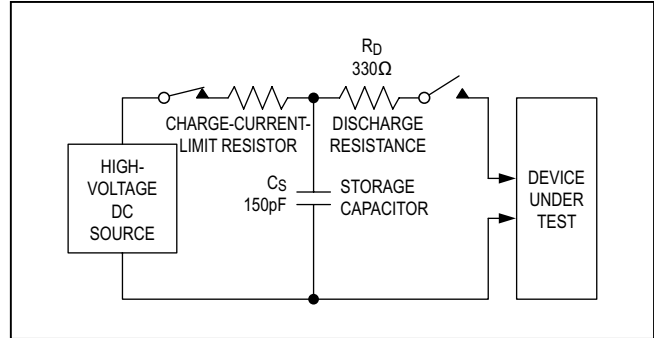 RD
330Ω
CHARGE-CURRENT-
LIMIT RESISTOR
DISCHARGE
RESISTANCE
HIGH-
VOLTAGE
DC
SOURCE
CS
150pF
STORAGE
CAPACITOR
DEVICE
UNDER
TEST